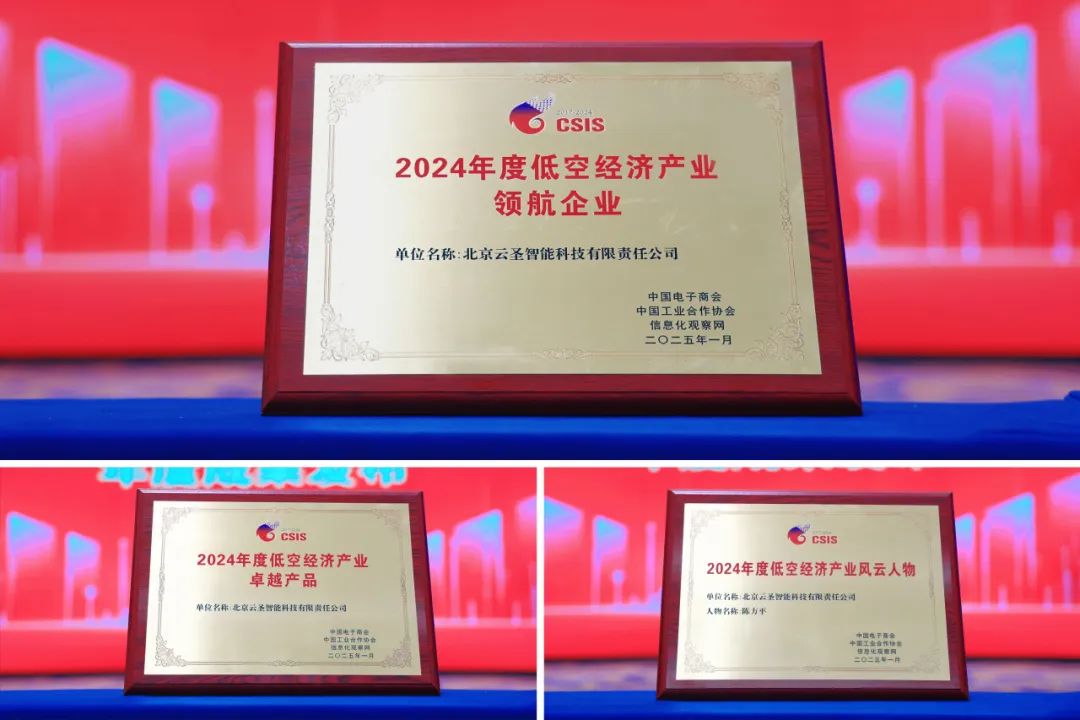 2017-2024
CSIS
2024年度低空经济产业
领航企业
单位名称:北京云圣智能科技有限责任公司
中国电子商会
中国工业合作协会
信息化观察网
二〇二五年一月
CSIS
2024年度低空经济产业
卓越产品
单位名称:北京云圣智能科技有限责任公司
中国电子商会
中国工业合作协会
信息化观察网
二〇二五年一月
CSIS
2024年度低空经济产业风云人物
单位名称:北京云圣智能科技有限责任公司
人物名称:陈方平
中国电子商会
中国工业合作协会
信息化观察网
二〇二五年一月